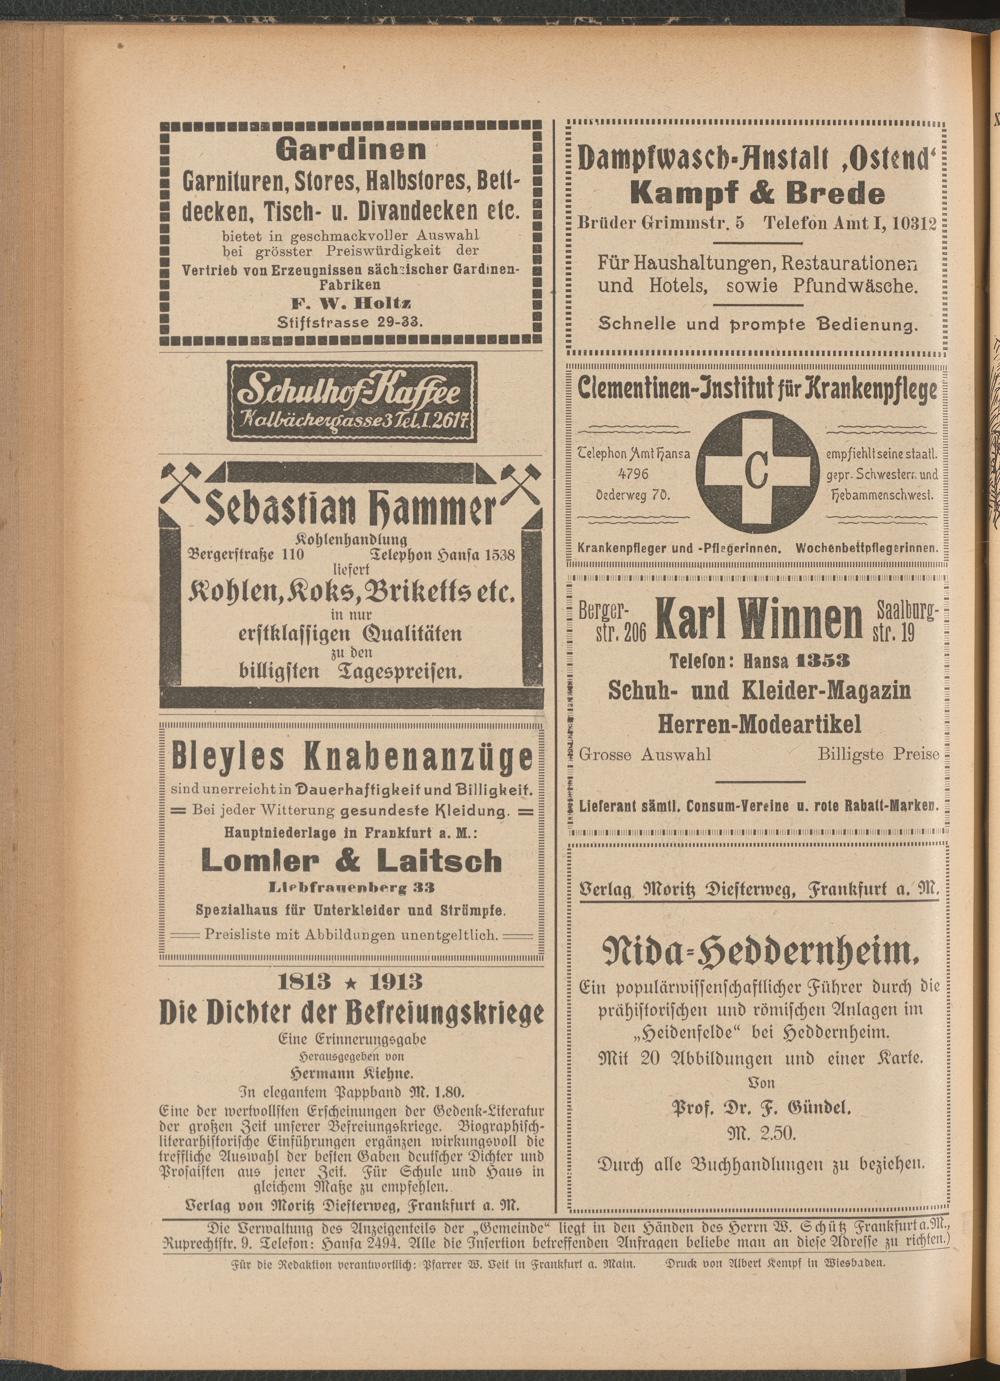 Gardinen
Garnituren, Stores, Halbstores, Bett-
decken, Tisch- u. Divandecken etc.
bietet in geschmackvoller Auswahl
bei grösster Preiswürdigkeit der
Vertrieb von Erzeugnissen sächsischer Gardinen-
Fabriken
F. W. Holtz
Stiftstrasse 29-33.
Schulhof-Kaffee
Kalbächergasse 3 Tel. I. 2617.
Sebastian Hammer
Kohlenhandlung
Bergerstraße 110 Telephon Hansa 1538
liefert
Kohlen, Koks, Briketts etc.
in nur
erstklassigen Qualitäten
zu den
billigsten Tagespreisen.
Bleyles Knabenanzüge
sind unerreicht in Dauerhaftigkeit und Billigkeit.
Bei jeder Witterung gesundeste Kleidung.
Hauptniederlage in Frankfurt a. M.:
Lomler & Laitsch
Liebfrauenberg 33
Spezialhaus für Unterkleider und Strümpfe.
Preisliste mit Abbildungen unentgeltlich.
1813 ★ 1913
Die Dichter der Befreiungskriege
Eine Erinnerungsgabe
Herausgegeben von
Hermann Kiehne.
In elegantem Pappband M. 1.80.
Eine der wertvollsten Erscheinungen der Gedenk-Literatur
der großen Zeit unserer Befreiungskriege. Biographisch-
literarhistorische Einführungen ergänzen wirkungsvoll die
treffliche Auswahl der besten Gaben deutscher Dichter und
Prosaisten aus jener Zeit. Für Schule und Haus in
gleichem Maße zu empfehlen.
Verlag von Moritz Diesterweg, Frankfurt a. M.
Dampfwasch-Anstalt ‚Ostend‘
Kampf & Brede
Brüder Grimmstr. 5 Telefon Amt I, 10312
Für Haushaltungen, Restaurationen
und Hotels, sowie Pfundwäsche.
Schnelle und prompte Bedienung.
Clementinen-Institut für Krankenpflege
Telephon Amt Hansa
4796
Oederweg 70.
C
empfiehlt seine staatl.
gepr. Schwestern und
Hebammenschwest.
Krankenpfleger und -Pflegerinnen. Wochenbettpflegerinnen.
Berger-
str. 206
Karl Winnen
Saalburg-
str. 19
Telefon: Hansa 1353
Schuh- und Kleider-Magazin
Herren-Modeartikel
Grosse Auswahl Billigste Preise
Lieferant sämtl. Consum-Vereine u. rote Rabatt-Marken.
Verlag Moritz Diesterweg, Frankfurt a. M.
Nida-Heddernheim.
Ein populärwissenschaftlicher Führer durch die
prähistorischen und römischen Anlagen im
„Heidenfelde“ bei Heddernheim.
Mit 20 Abbildungen und einer Karte.
Von
Prof. Dr. F. Gündel.
M. 2.50.
Durch alle Buchhandlungen zu beziehen.
Die Verwaltung des Anzeigenteils der „Gemeinde“ liegt in den Händen des Herrn W. Schütz Frankfurt a. M.,
Ruprechtstr. 9. Telefon: Hansa 2494. Alle die Insertion betreffenden Anfragen beliebe man an diese Adresse zu richten.)
Für die Redaktion verantwortlich: Pfarrer W. Veit in Frankfurt a. Main. Druck von Albert Kempf in Wiesbaden.